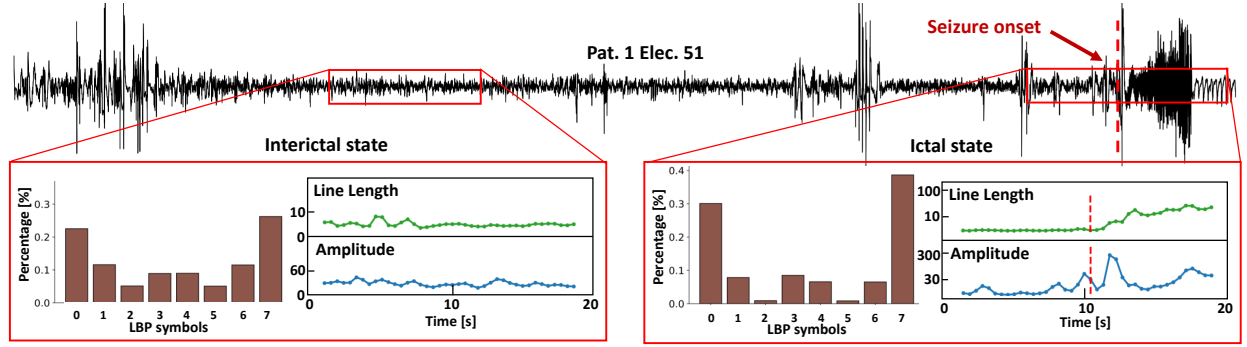 Seizure onset
Pat. 1 Elec. 51
Interictal state
Percentage [%]
0.3
0.2
0.1
0.0
0 1 2 3 4 5 6 7
LBP symbols
Line Length
10
0
Amplitude
60
0
0 10 20
Time [s]
Ictal state
Percentage [%]
0.4
0.3
0.2
0.1
0.0
0 1 2 3 4 5 6 7
LBP symbols
Line Length
100
10
Amplitude
300
30
0 10 20
Time [s]